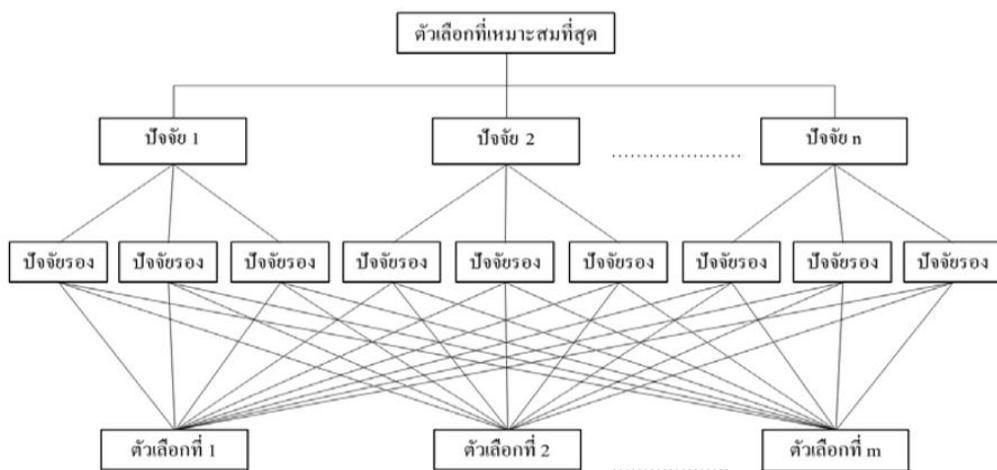 ตัวเลือกที่เหมาะสมที่สุด
ปัจจัย 1
ปัจจัย 2
....................
ปัจจัย n
ปัจจัยรอง
ปัจจัยรอง
ปัจจัยรอง
ปัจจัยรอง
ปัจจัยรอง
ปัจจัยรอง
ปัจจัยรอง
ปัจจัยรอง
ปัจจัยรอง
ตัวเลือกที่ 1
ตัวเลือกที่ 2
....................
ตัวเลือกที่ m